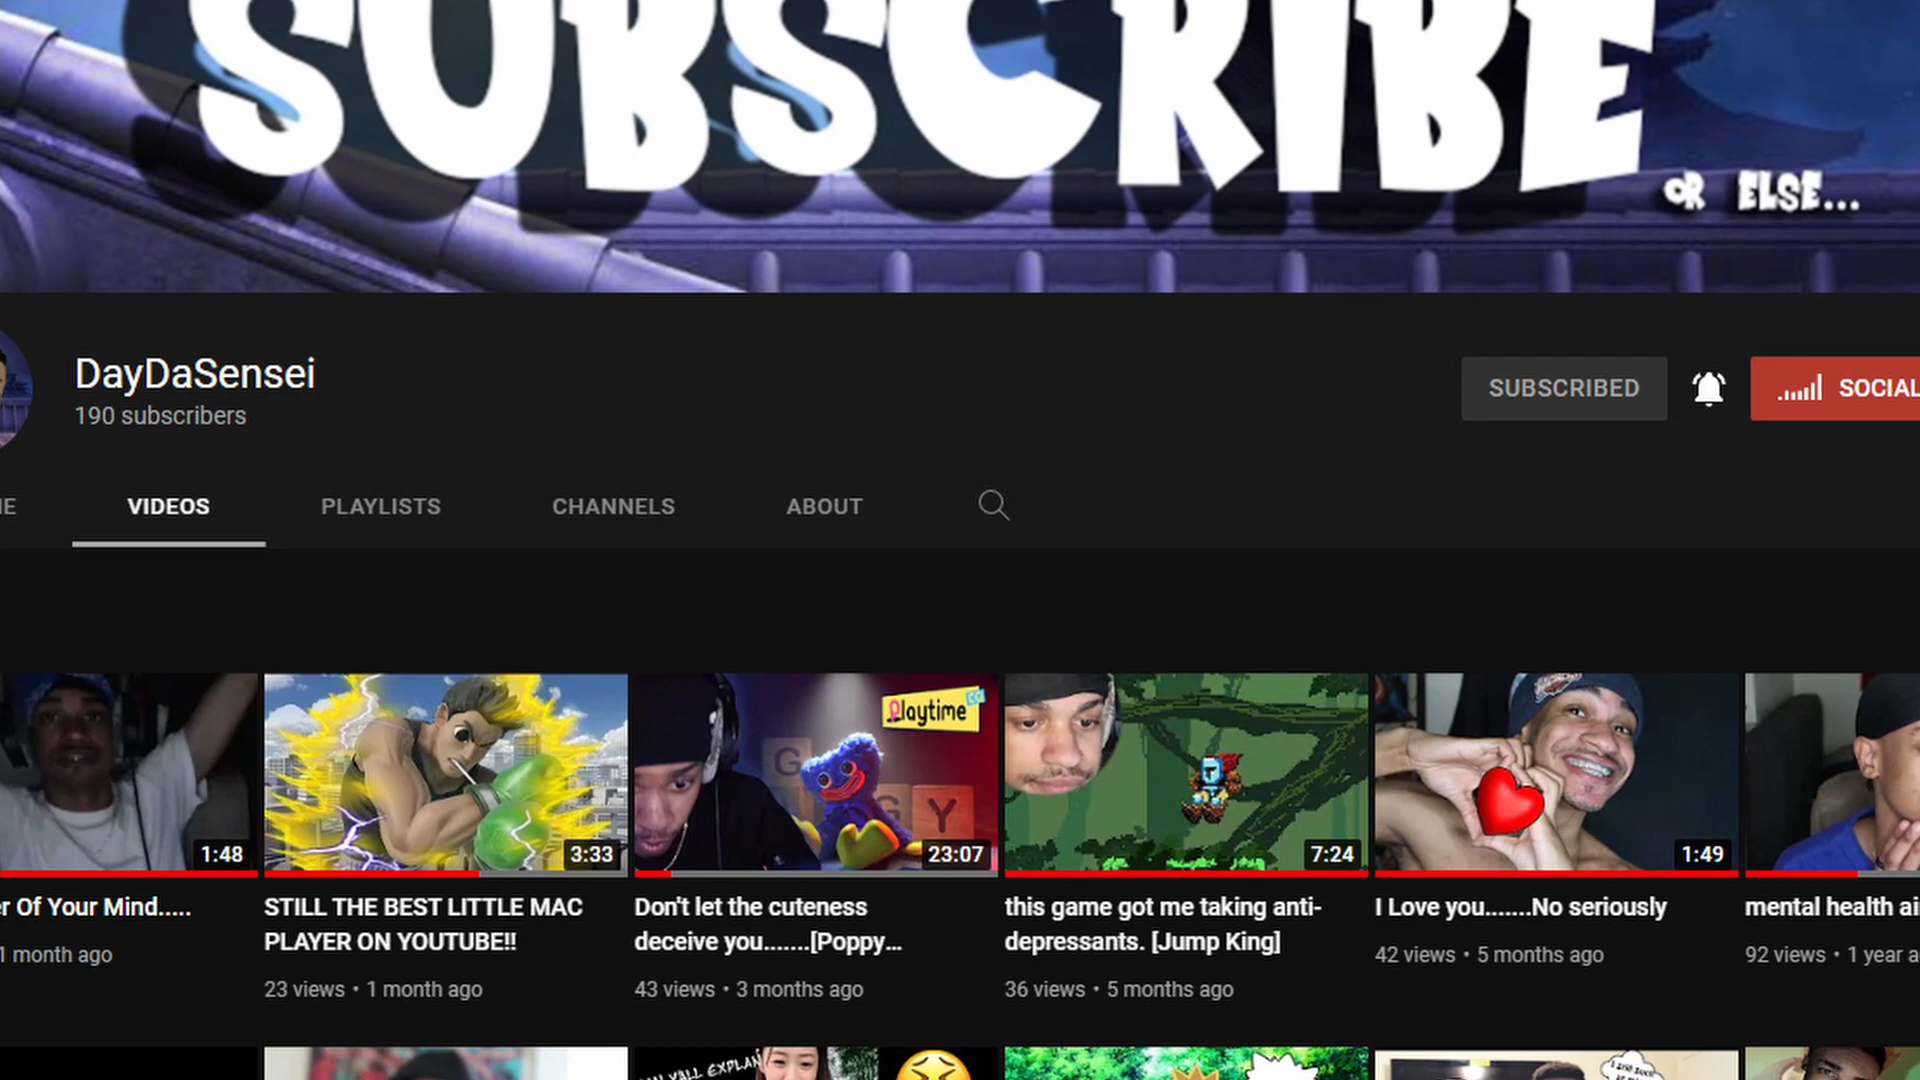 SUBSCRIBE
OR ELSE...
DayDaSensei
190 subscribers
SUBSCRIBED
SOCIAL
E
VIDEOS
PLAYLISTS
CHANNELS
ABOUT
Playtime
CO
G
G
Y
1:48
3:33
23:07
7:24
1:49
r Of Your Mind.....
1 month ago
STILL THE BEST LITTLE MAC
PLAYER ON YOUTUBE!!
23 views • 1 month ago
Don't let the cuteness
deceive you.......[Poppy...
43 views • 3 months ago
this game got me taking anti-
depressants. [Jump King]
36 views • 5 months ago
I Love you.......No seriously
42 views • 5 months ago
mental health ai
92 views • 1 year a
Y'ALL EXPLAN